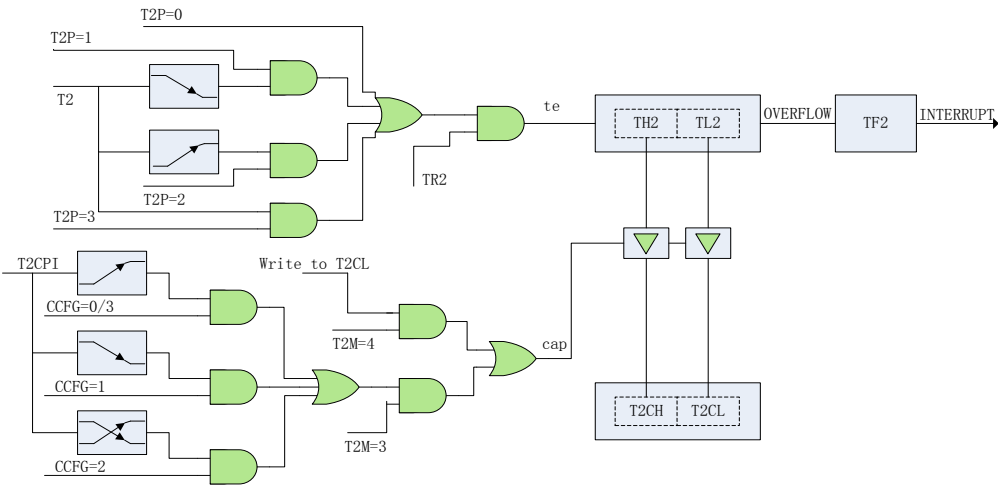 T2P=0
T2P=1
T2
T2P=2
T2P=3
te
TR2
TH2
TL2
OVERFLOW
TF2
INTERRUPT
T2CPI
CCFG=0/3
CCFG=1
CCFG=2
Write to T2CL
T2M=4
T2M=3
cap
T2CH
T2CL